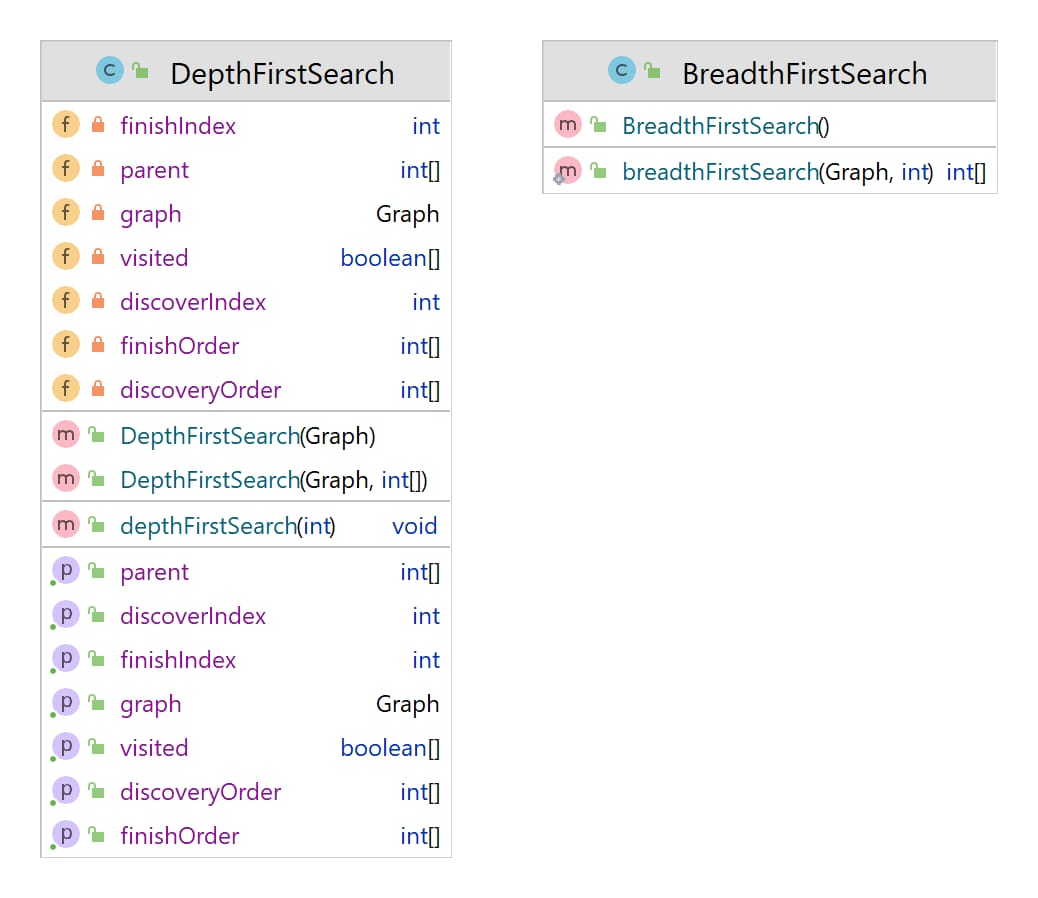 C DepthFirstSearch
f finishIndex int
f parent int[]
f graph Graph
f visited boolean[]
f discoverIndex int
f finishOrder int[]
f discoveryOrder int[]
m DepthFirstSearch(Graph)
m DepthFirstSearch(Graph, int[])
m depthFirstSearch(int) void
p parent int[]
p discoverIndex int
p finishIndex int
p graph Graph
p visited boolean[]
p discoveryOrder int[]
p finishOrder int[]
C BreadthFirstSearch
m BreadthFirstSearch()
m breadthFirstSearch(Graph, int) int[]